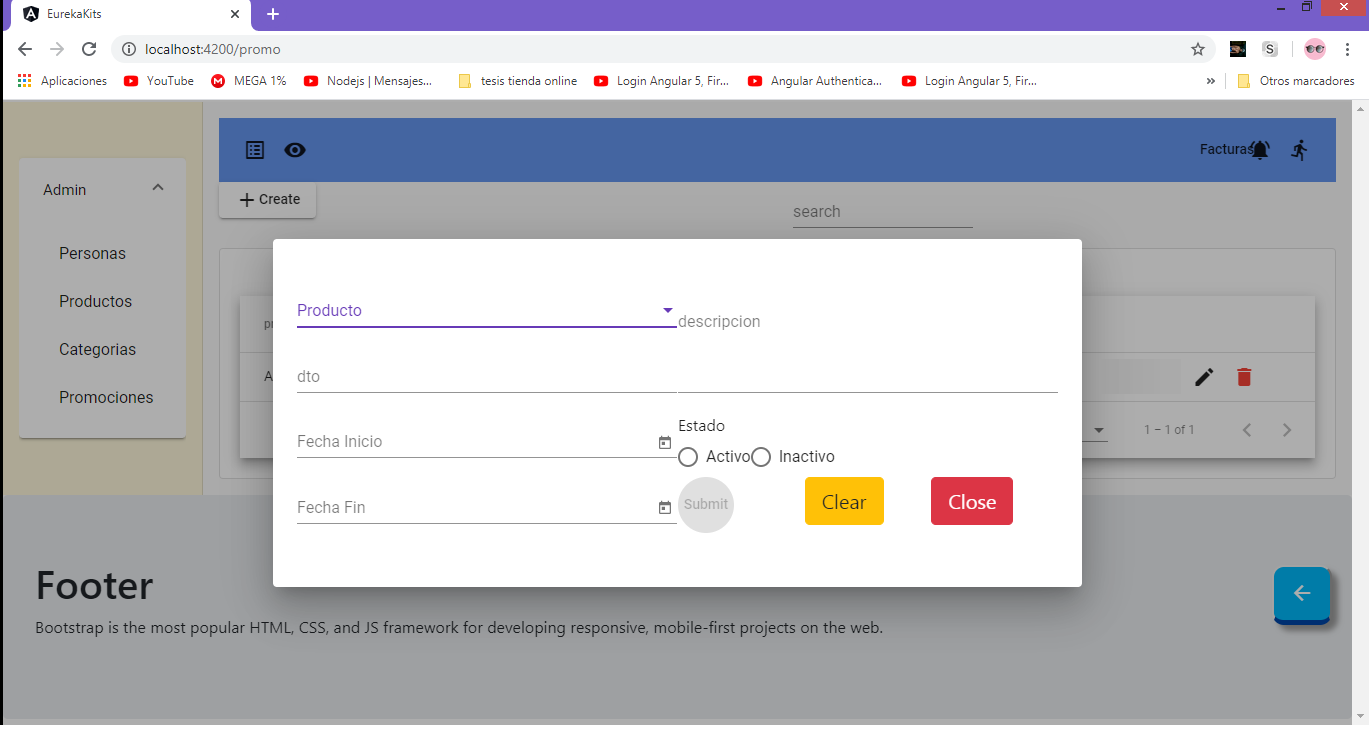 EurekaKits
localhost:4200/promo
Aplicaciones YouTube MEGA 1% Nodejs | Mensajes... tesis tienda online Login Angular 5, Fir... Angular Authentica... Login Angular 5, Fir... » Otros marcadores
Facturas
Admin
Create
search
Personas
Productos
Categorias
Promociones
Producto
descripcion
dto
Fecha Inicio
Estado
Activo Inactivo
Fecha Fin
Submit Clear Close
1 – 1 of 1
Footer
Bootstrap is the most popular HTML, CSS, and JS framework for developing responsive, mobile-first projects on the web.